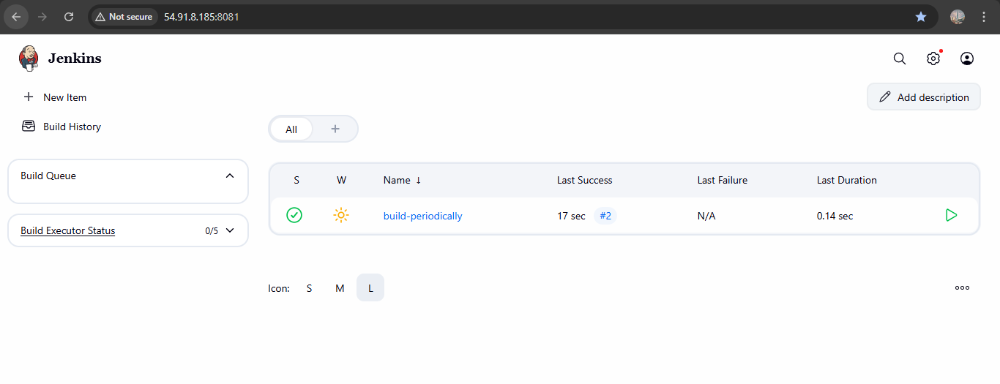 Not secure 54.91.8.185:8081
Jenkins
New Item
Add description
Build History
All +
Build Queue
S W Name ↓ Last Success Last Failure Last Duration
build-periodically 17 sec #2 N/A 0.14 sec
Build Executor Status 0/5
Icon: S M L